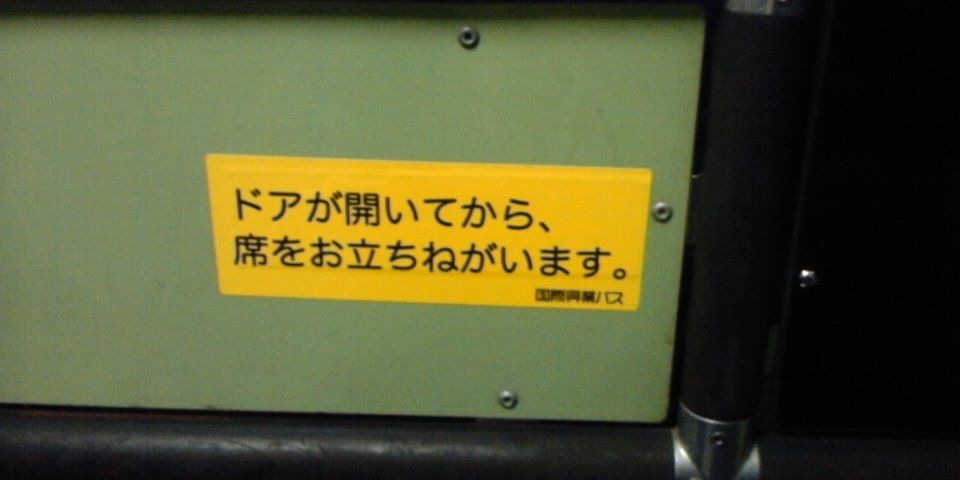 ドアが開いてから、
席をお立ちねがいます。
国際興業バス